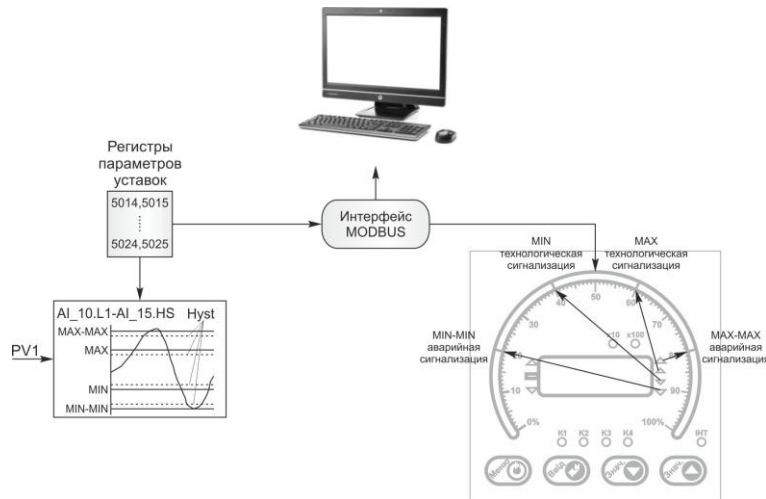 Регистры
параметров
уставок
5014,5015
5024,5025
Интерфейс
MODBUS
MIN
технологическая
сигнализация
MAX
технологическая
сигнализация
AI_10.L1-AI_15.HS Hyst
MAX-MAX
MAX
MIN
MIN-MIN
PV1
MIN-MIN
аварийная
сигнализация
MAX-MAX
аварийная
сигнализация
50
40
60
30
70
x10 x100
10
90
0%
100%
K1 K2 K3 K4 ІНТ
Меню
Ввід
Знач.
Знач.